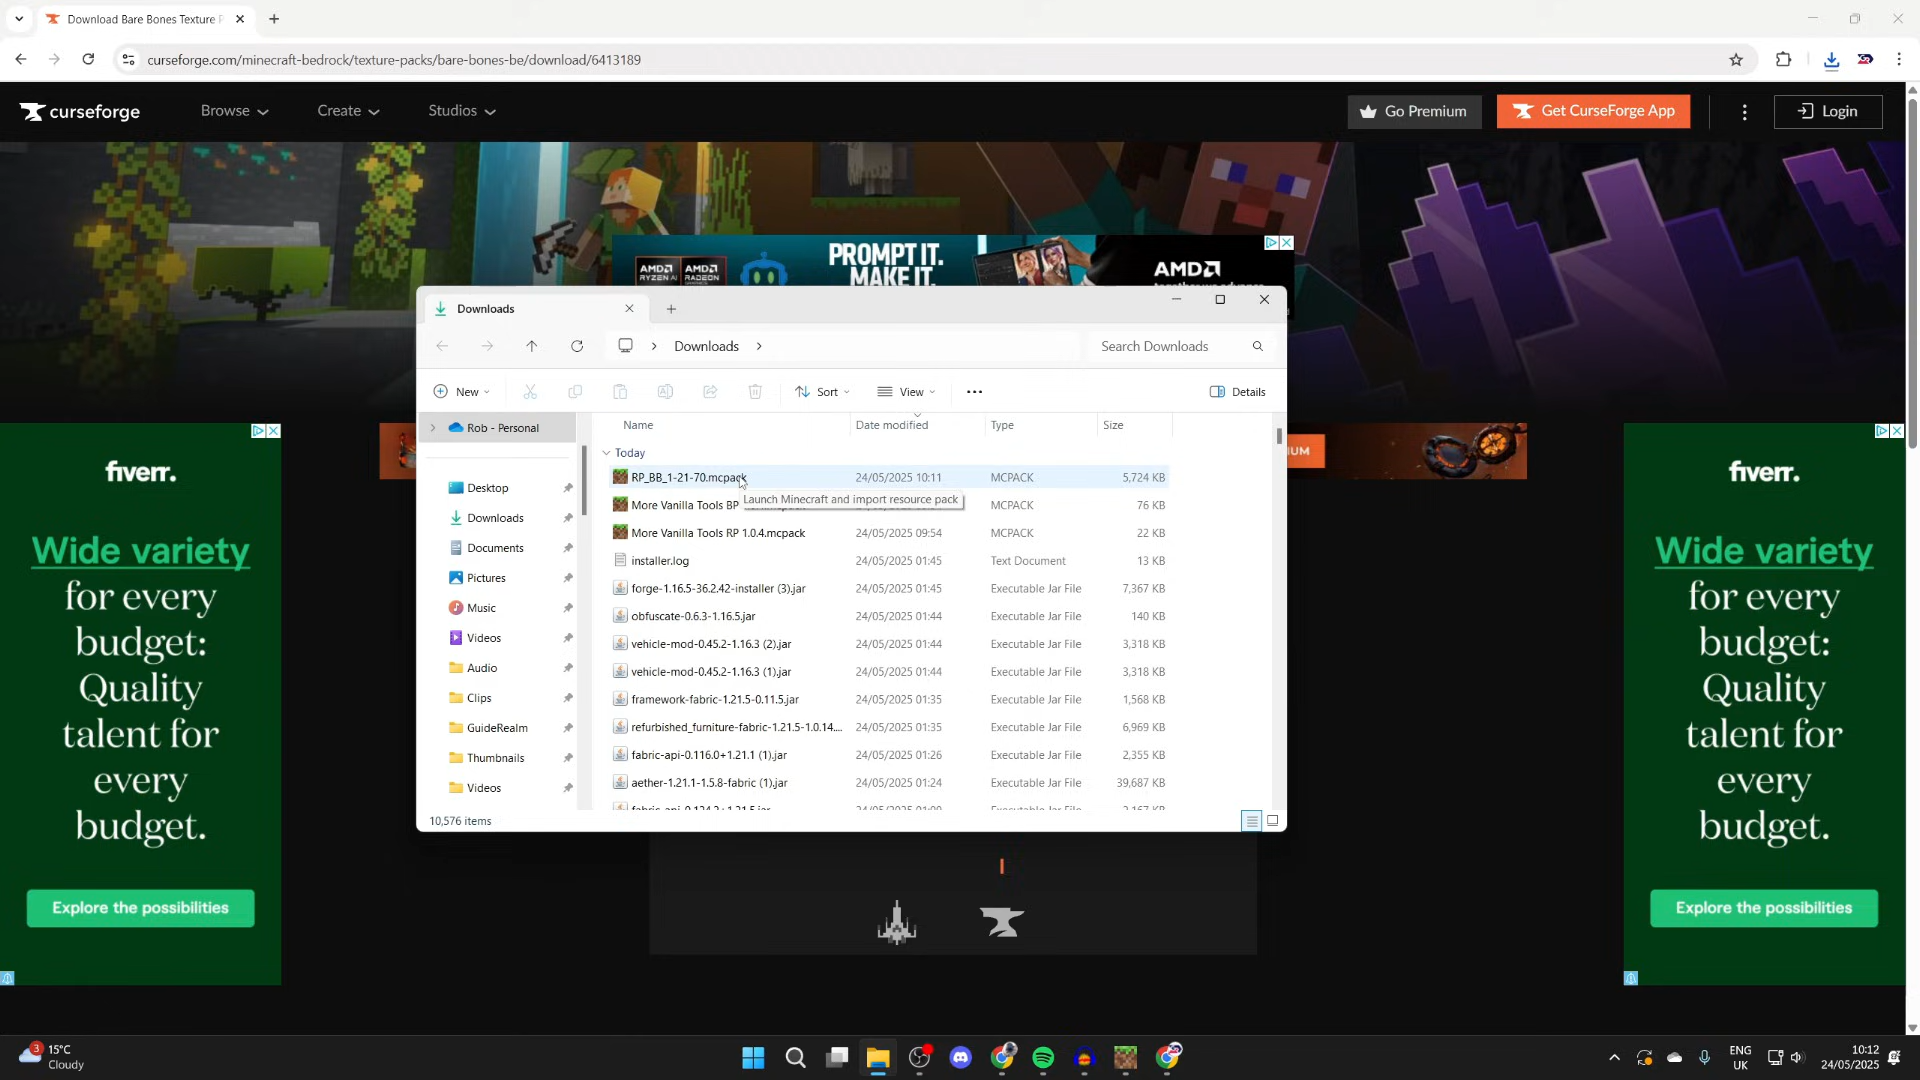 Download Bare Bones Texture P
curseforge.com/minecraft-bedrock/texture-packs/bare-bones-be/download/6413189
curseforge
Browse
Create
Studios
Go Premium
Get CurseForge App
Login
AMD
RYZEN AI
AMD
RADEON
PROMPT IT.
MAKE IT.
AMD
Downloads
Downloads
Search Downloads
New
Sort
View
Details
Rob - Personal
Desktop
Downloads
Documents
Pictures
Music
Videos
Audio
Clips
GuideRealm
Thumbnails
Videos
Name Date modified Type Size
Today
RP_BB_1-21-70.mcpack 24/05/2025 10:11 MCPACK 5,724 KB
Launch Minecraft and import resource pack
More Vanilla Tools BP MCPACK 76 KB
More Vanilla Tools RP 1.0.4.mcpack 24/05/2025 09:54 MCPACK 22 KB
installer.log 24/05/2025 01:45 Text Document 13 KB
forge-1.16.5-36.2.42-installer (3).jar 24/05/2025 01:45 Executable Jar File 7,367 KB
obfuscate-0.6.3-1.16.5.jar 24/05/2025 01:44 Executable Jar File 140 KB
vehicle-mod-0.45.2-1.16.3 (2).jar 24/05/2025 01:44 Executable Jar File 3,318 KB
vehicle-mod-0.45.2-1.16.3 (1).jar 24/05/2025 01:44 Executable Jar File 3,318 KB
framework-fabric-1.21.5-0.11.5.jar 24/05/2025 01:35 Executable Jar File 1,568 KB
refurbished_furniture-fabric-1.21.5-1.0.14.... 24/05/2025 01:35 Executable Jar File 6,969 KB
fabric-api-0.116.0+1.21.1 (1).jar 24/05/2025 01:26 Executable Jar File 2,355 KB
aether-1.21.1-1.5.8-fabric (1).jar 24/05/2025 01:24 Executable Jar File 39,687 KB
10,576 items
fiverr.
Wide variety
for every
budget:
Quality
talent for
every
budget.
Explore the possibilities
UM
fiverr.
Wide variety
for every
budget:
Quality
talent for
every
budget.
Explore the possibilities
3
15°C
Cloudy
ENG
UK
10:12
24/05/2025